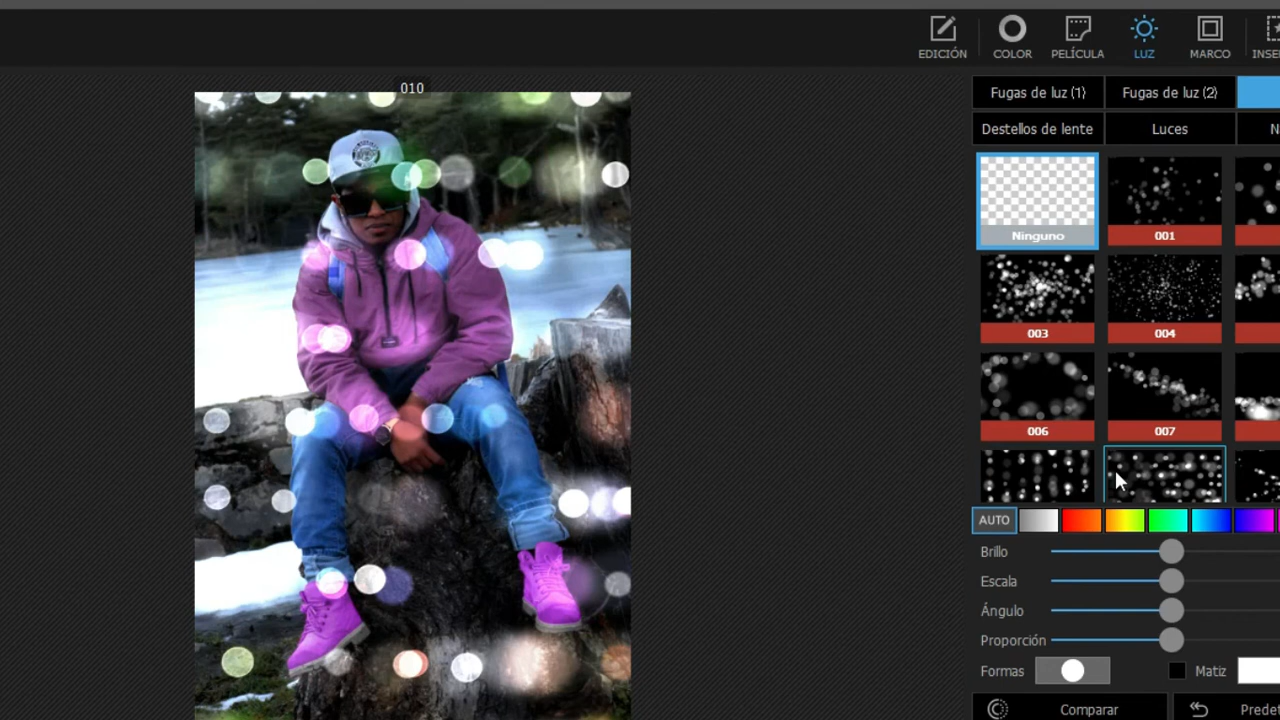 EDICIÓN
COLOR
PELÍCULA
LUZ
MARCO
010
Fugas de luz (1)
Fugas de luz (2)
Destellos de lente
Luces
Ninguno
001
003
004
006
007
AUTO
Brillo
Escala
Ángulo
Proporción
Formas
Matiz
Comparar